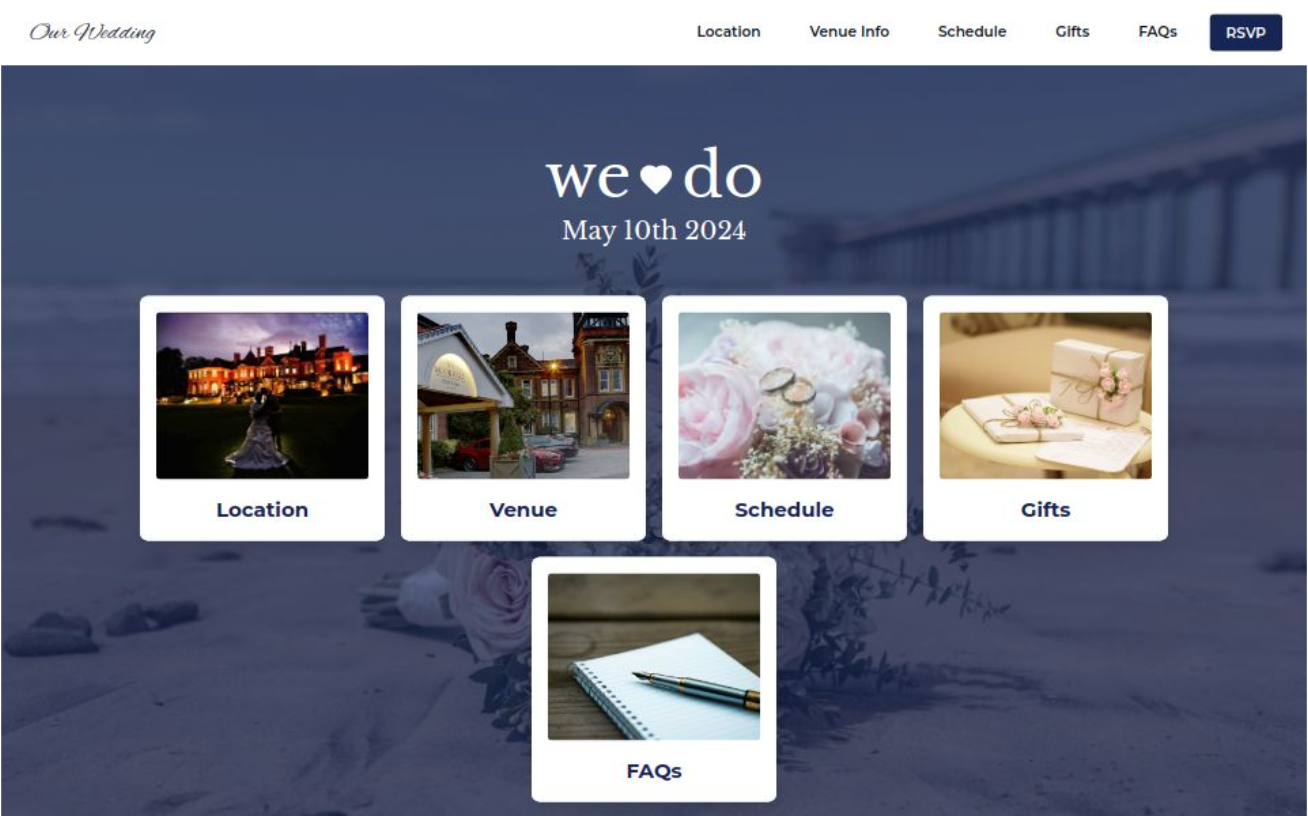 Our Wedding
Location
Venue Info
Schedule
Gifts
FAQs
RSVP
we♥do
May 10th 2024
Location
Venue
Schedule
Gifts
FAQs